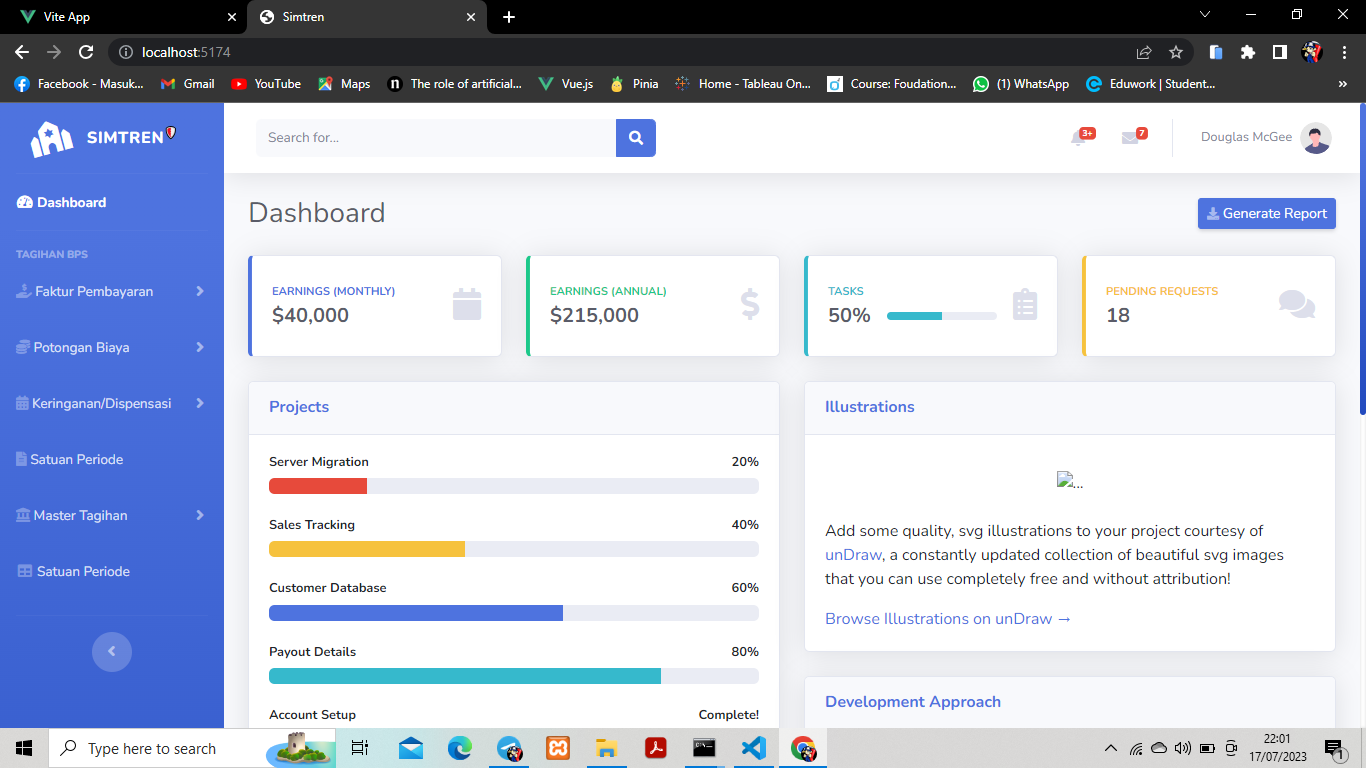 Vite App
Simtren
localhost:5174
Facebook - Masuk...
Gmail
YouTube
Maps
The role of artificial...
Vue.js
Pinia
Home - Tableau On...
Course: Foudation...
(1) WhatsApp
Eduwork | Student...
»
SIMTREN
Search for...
3+
7
Douglas McGee
Dashboard
Dashboard
Generate Report
TAGIHAN BPS
Faktur Pembayaran
Potongan Biaya
Keringanan/Dispensasi
Satuan Periode
Master Tagihan
Satuan Periode
EARNINGS (MONTHLY)
$40,000
EARNINGS (ANNUAL)
$215,000
TASKS
50%
PENDING REQUESTS
18
Projects
Server Migration 20%
Sales Tracking 40%
Customer Database 60%
Payout Details 80%
Account Setup Complete!
Illustrations
...
Add some quality, svg illustrations to your project courtesy of
unDraw, a constantly updated collection of beautiful svg images
that you can use completely free and without attribution!
Browse Illustrations on unDraw →
Development Approach
Type here to search
22:01
17/07/2023
1